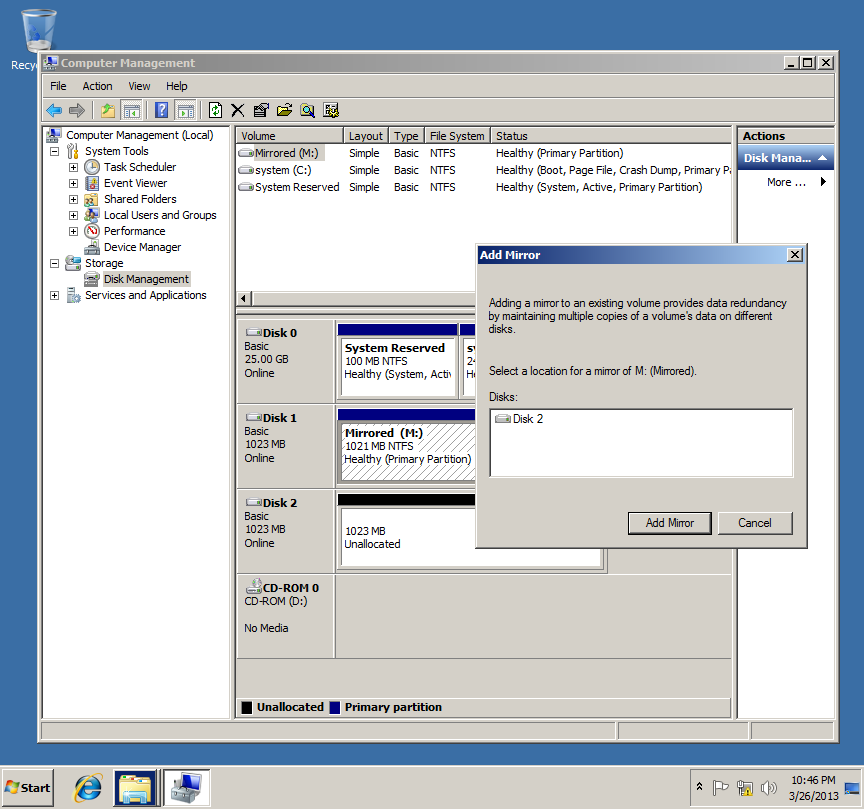 Recy
Computer Management
File Action View Help
Computer Management (Local)
System Tools
Task Scheduler
Event Viewer
Shared Folders
Local Users and Groups
Performance
Device Manager
Storage
Disk Management
Services and Applications
Volume Layout Type File System Status
Mirrored (M:) Simple Basic NTFS Healthy (Primary Partition)
system (C:) Simple Basic NTFS Healthy (Boot, Page File, Crash Dump, Primary Pa
System Reserved Simple Basic NTFS Healthy (System, Active, Primary Partition)
Actions
Disk Mana...
More ...
Disk 0
Basic
25.00 GB
Online
System Reserved
100 MB NTFS
Healthy (System, Activ
sy
24
He
Disk 1
Basic
1023 MB
Online
Mirrored (M:)
1021 MB NTFS
Healthy (Primary Partition)
Disk 2
Basic
1023 MB
Online
1023 MB
Unallocated
CD-ROM 0
CD-ROM (D:)
No Media
Unallocated Primary partition
Add Mirror
Adding a mirror to an existing volume provides data redundancy
by maintaining multiple copies of a volume's data on different
disks.
Select a location for a mirror of M: (Mirrored).
Disks:
Disk 2
Add Mirror Cancel
Start
10:46 PM
3/26/2013